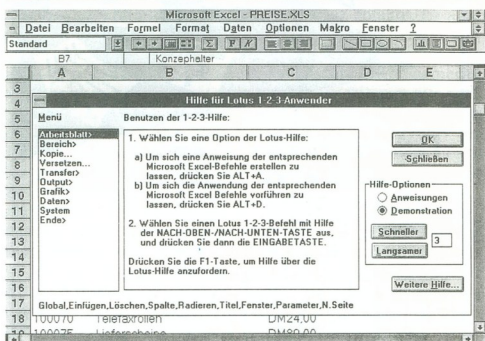 Microsoft Excel - PREISE.XLS
Datei Bearbeiten Formel Format Daten Optionen Makro Fenster ?
Standard Σ F K
B7 Konzepthalter
A B C D E
3
4 Hilfe für Lotus 1-2-3-Anwender
5 Menü Benutzen der 1-2-3-Hilfe:
6 Arbeitsblatt>
7 Bereich>
8 Kopie...
Versetzen...
9 Transfer>
Output>
10 Grafik>
11 Daten>
System
12 Ende>
13
14
15
16
17
1. Wählen Sie eine Option der Lotus-Hilfe:
a) Um sich eine Anweisung der entsprechenden
Microsoft Excel-Befehle erstellen zu
lassen, drücken Sie ALT+A.
b) Um sich die Anwendung der entsprechenden
Microsoft Excel Befehle vorführen zu
lassen, drücken Sie ALT+D.
2. Wählen Sie einen Lotus 1-2-3-Befehl mit Hilfe
der NACH-OBEN-/NACH-UNTEN-TASTE aus,
und drücken Sie dann die EINGABETASTE.
Drücken Sie die F1-Taste, um Hilfe über die
Lotus-Hilfe anzufordern.
OK
Schließen
Hilfe-Optionen
Anweisungen
Demonstration
Schneller
3
Langsamer
Weitere Hilfe...
Global,Einfügen,Löschen,Spalte,Radieren,Titel,Fenster,Parameter,N.Seite
18 100070 Telefaxrollen DM24,00
19 100075 Lieferscheine DM89,00